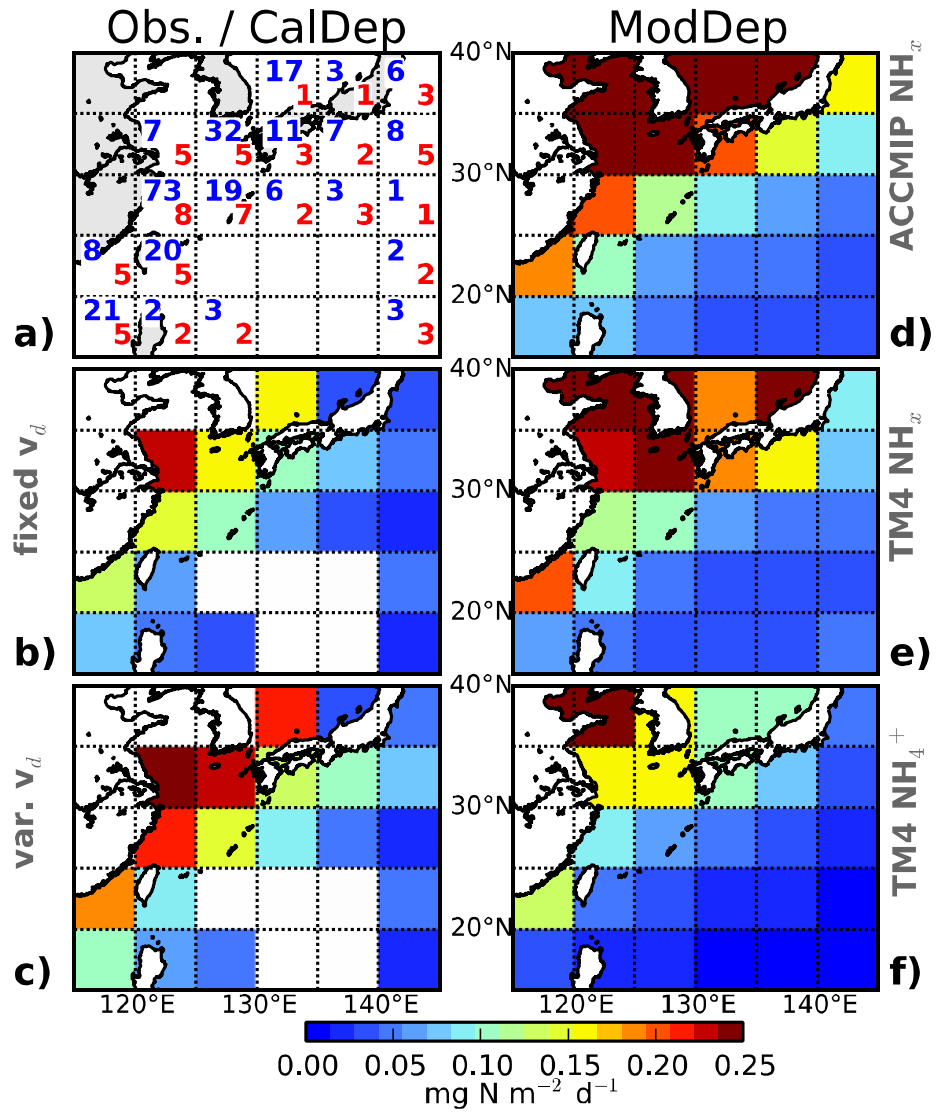 Obs. / CalDep
ModDep
40°N
17 3 6
1 1 3
7 32 11 7 8
5 5 3 2 5
30°N
73 19 6 3 1
8 7 2 3 1
8 20 2
5 5 2
20°N
21 2 3 3
5 2 2 3
a)
d)
ACCMIP NHₓ
fixed v_d
40°N
30°N
20°N
b)
e)
TM4 NHₓ
var. v_d
40°N
30°N
20°N
c)
f)
TM4 NH₄⁺
120°E 130°E 140°E
120°E 130°E 140°E
0.00 0.05 0.10 0.15 0.20 0.25
mg N m⁻² d⁻¹